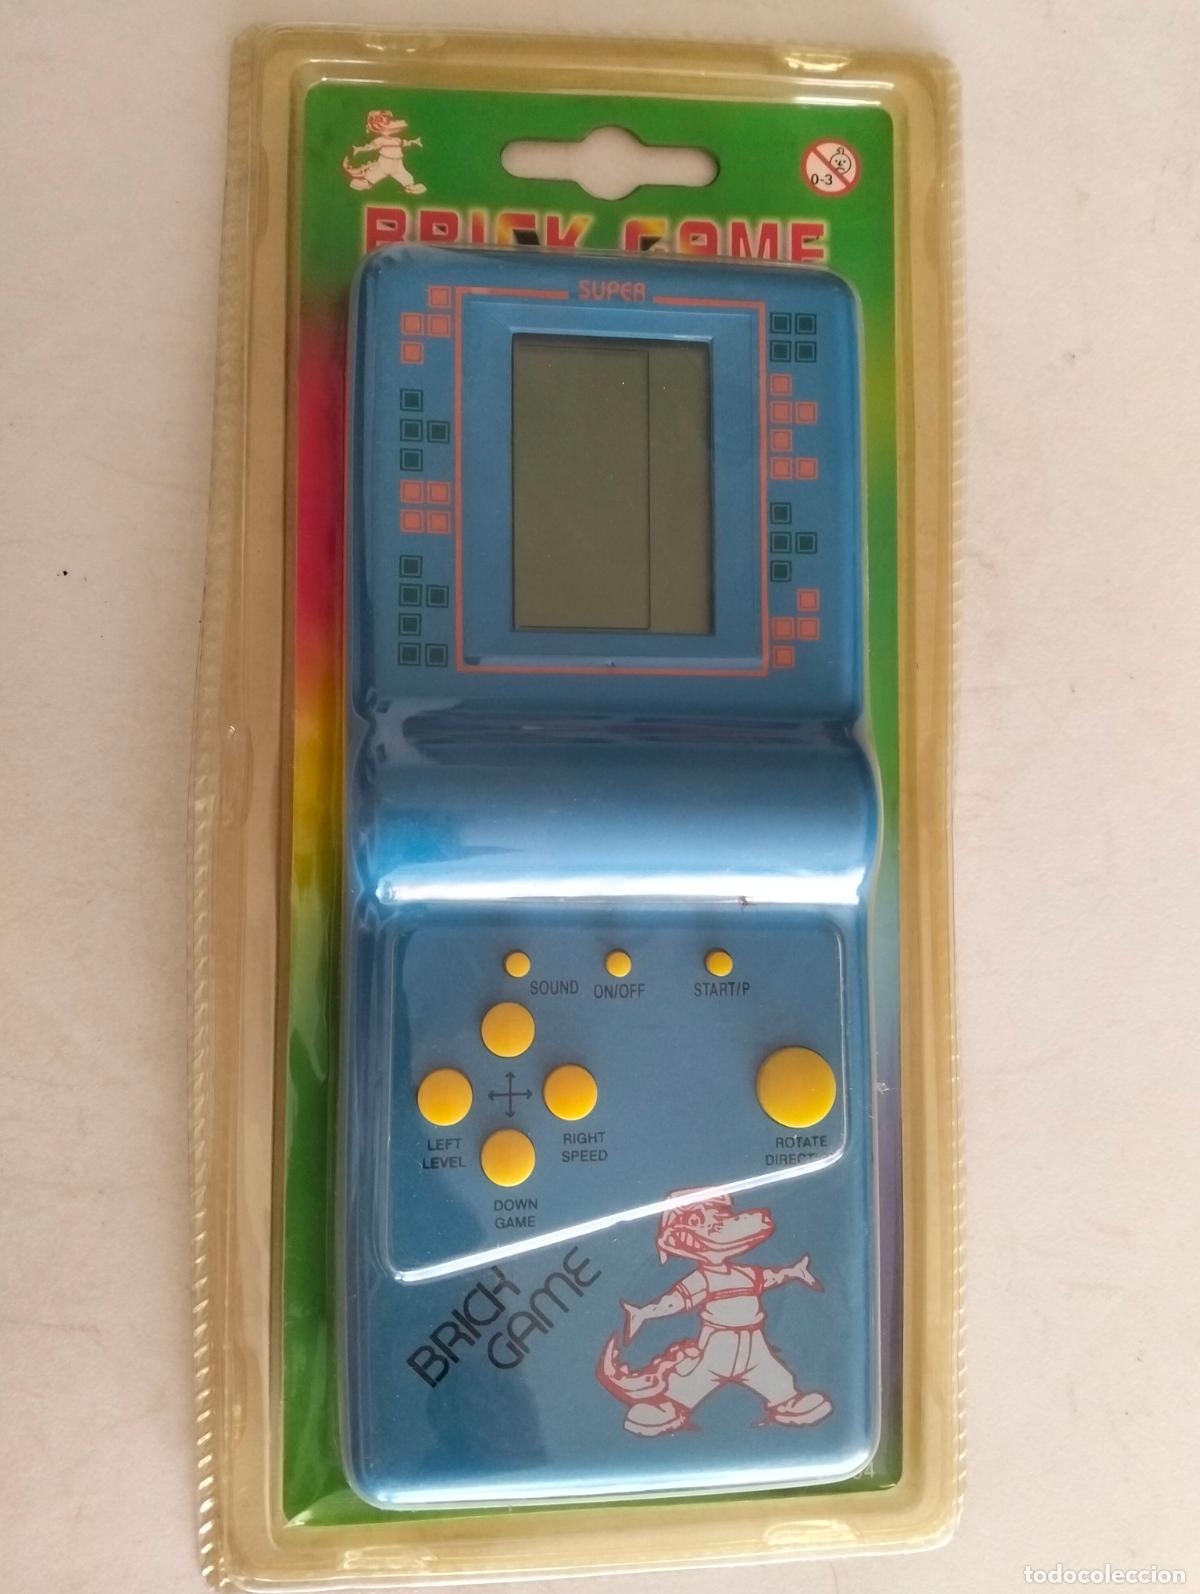 0-3
BRICK GAME
SUPER
SOUND
ON/OFF
START/P
LEFT
LEVEL
RIGHT
SPEED
ROTATE
DOWN
GAME
BRICK
GAME
todocoleccion